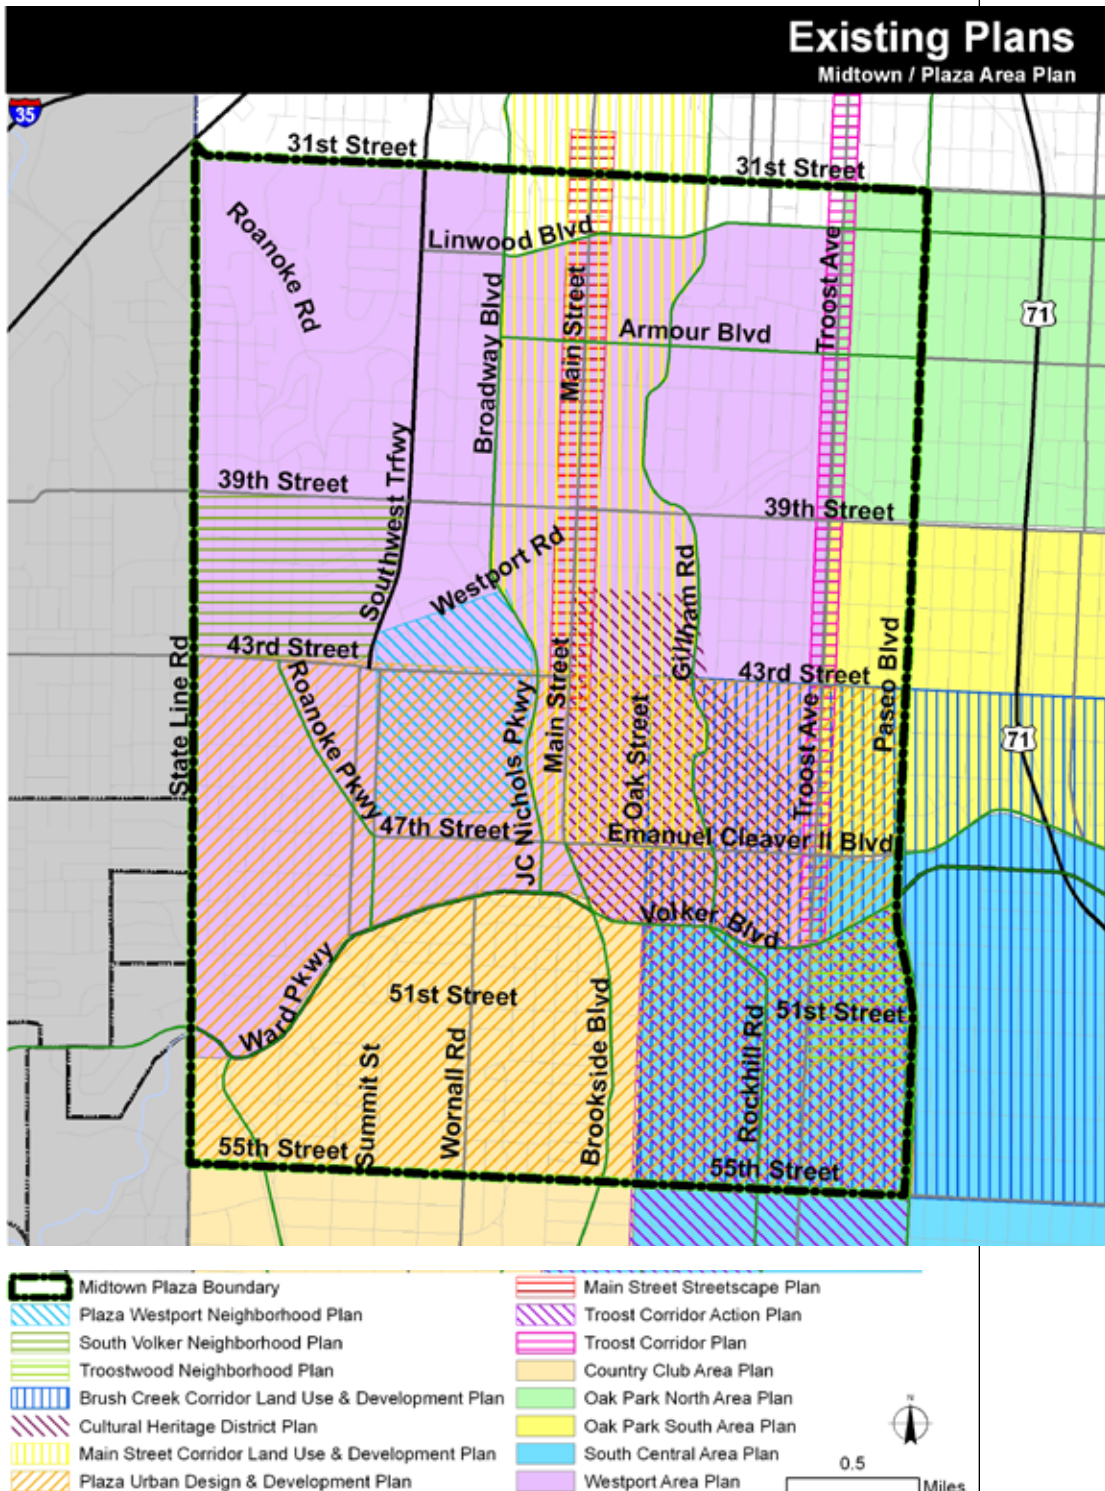 Existing Plans
Midtown / Plaza Area Plan
35
31st Street
31st Street
Roanoke Rd
Linwood Blvd
Troost Ave
Broadway Blvd
Main Street
71
Armour Blvd
Southwest Trfwy
39th Street
39th Street
Westport Rd
Gillham Rd
43rd Street
43rd Street
State Line Rd
Roanoke Pkwy
JC Nichols Pkwy
Main Street
Oak Street
Troost Ave
Paseo Blvd
71
47th Street
Emanuel Cleaver II Blvd
Volker Blvd
Ward Pkwy
51st Street
51st Street
Summit St
Wornall Rd
Brookside Blvd
Rockhill Rd
55th Street
55th Street
Midtown Plaza Boundary
Plaza Westport Neighborhood Plan
South Volker Neighborhood Plan
Troostwood Neighborhood Plan
Brush Creek Corridor Land Use & Development Plan
Cultural Heritage District Plan
Main Street Corridor Land Use & Development Plan
Plaza Urban Design & Development Plan
Main Street Streetscape Plan
Troost Corridor Action Plan
Troost Corridor Plan
Country Club Area Plan
Oak Park North Area Plan
Oak Park South Area Plan
South Central Area Plan
Westport Area Plan
N
0.5
Miles